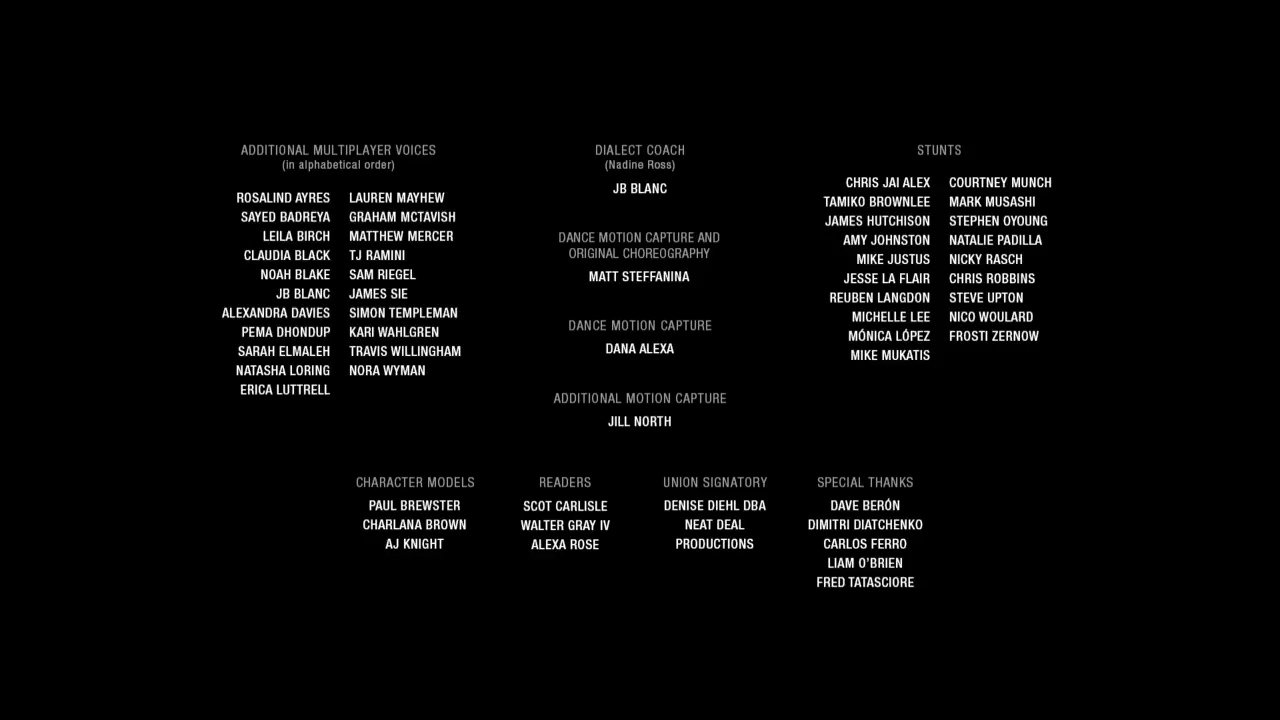 ADDITIONAL MULTIPLAYER VOICES
(in alphabetical order)
ROSALIND AYRES
SAYED BADREYA
LEILA BIRCH
CLAUDIA BLACK
NOAH BLAKE
JB BLANC
ALEXANDRA DAVIES
PEMA DHONDUP
SARAH ELMALEH
NATASHA LORING
ERICA LUTTRELL
LAUREN MAYHEW
GRAHAM MCTAVISH
MATTHEW MERCER
TJ RAMINI
SAM RIEGEL
JAMES SIE
SIMON TEMPLEMAN
KARI WAHLGREN
TRAVIS WILLINGHAM
NORA WYMAN
DIALECT COACH
(Nadine Ross)
JB BLANC
DANCE MOTION CAPTURE AND
ORIGINAL CHOREOGRAPHY
MATT STEFFANINA
DANCE MOTION CAPTURE
DANA ALEXA
ADDITIONAL MOTION CAPTURE
JILL NORTH
STUNTS
CHRIS JAI ALEX
TAMIKO BROWNLEE
JAMES HUTCHISON
AMY JOHNSTON
MIKE JUSTUS
JESSE LA FLAIR
REUBEN LANGDON
MICHELLE LEE
MÓNICA LÓPEZ
MIKE MUKATIS
COURTNEY MUNCH
MARK MUSASHI
STEPHEN OYOUNG
NATALIE PADILLA
NICKY RASCH
CHRIS ROBBINS
STEVE UPTON
NICO WOULARD
FROSTI ZERNOW
CHARACTER MODELS
PAUL BREWSTER
CHARLANA BROWN
AJ KNIGHT
READERS
SCOT CARLISLE
WALTER GRAY IV
ALEXA ROSE
UNION SIGNATORY
DENISE DIEHL DBA
NEAT DEAL
PRODUCTIONS
SPECIAL THANKS
DAVE BERÓN
DIMITRI DIATCHENKO
CARLOS FERRO
LIAM O'BRIEN
FRED TATASCIORE